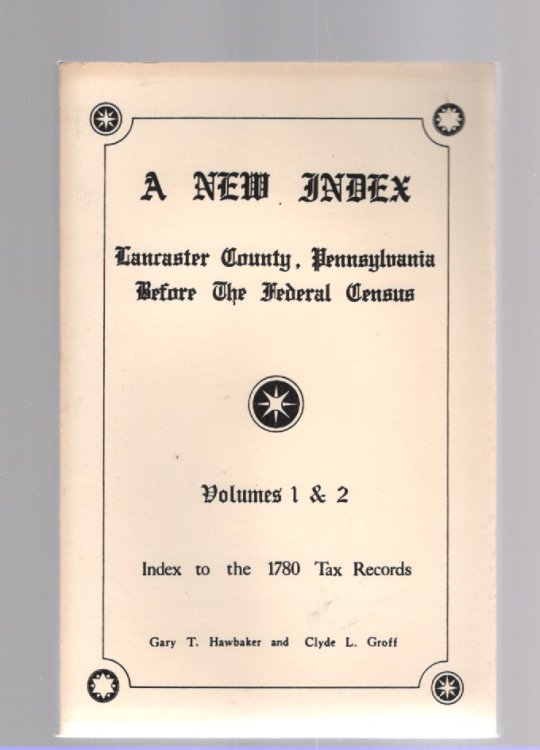 A NEW INDEX
Lancaster County, Pennsylvania
Before The Federal Census
Volumes 1 & 2
Index to the 1780 Tax Records
Gary T. Hawbaker and Clyde L. Groff